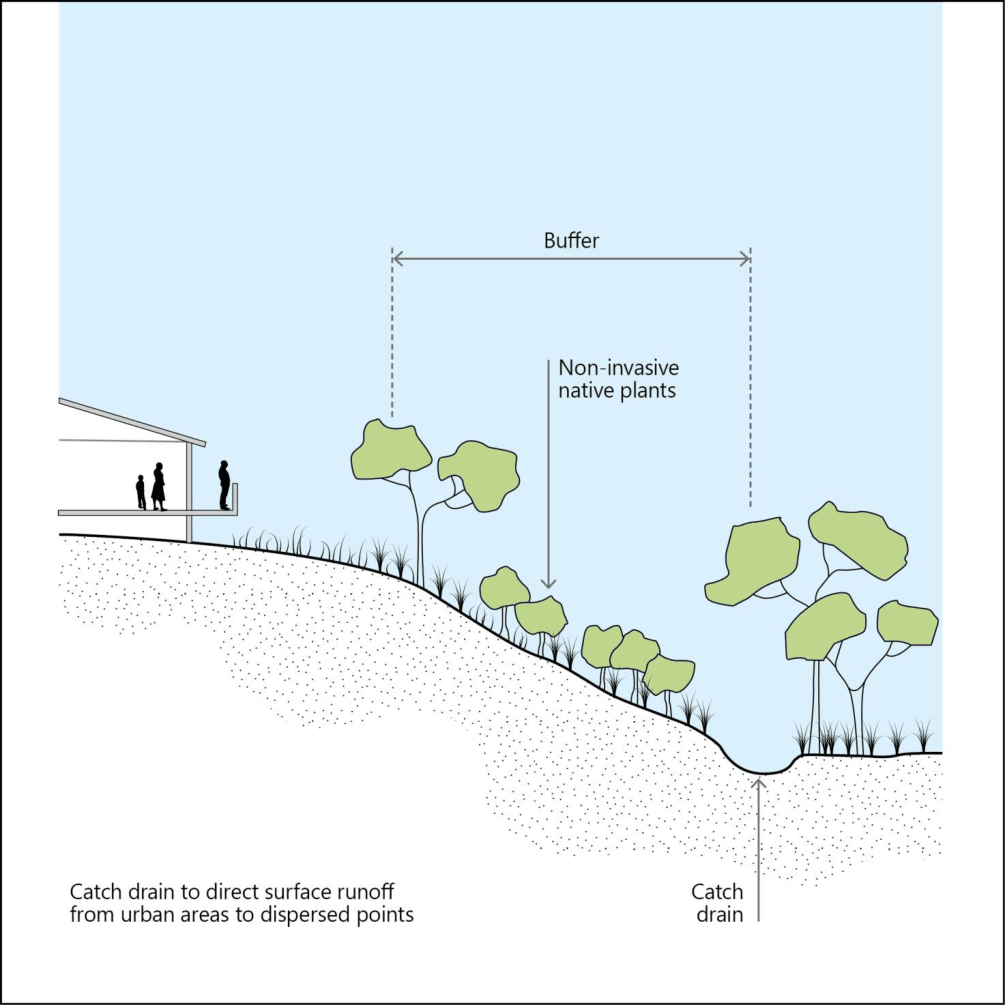 Buffer
Non-invasive
native plants
Catch drain to direct surface runoff
from urban areas to dispersed points
Catch
drain